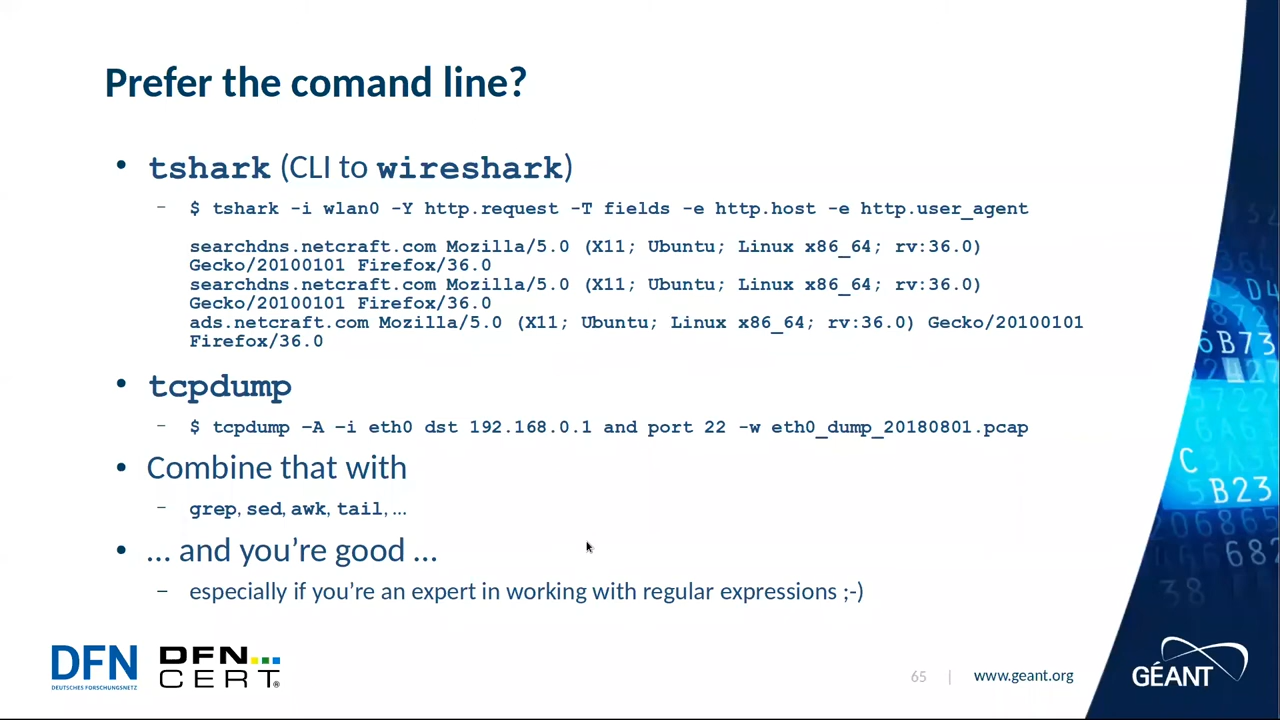 Prefer the comand line?
• tshark (CLI to wireshark)
– $ tshark -i wlan0 -Y http.request -T fields -e http.host -e http.user_agent
searchdns.netcraft.com Mozilla/5.0 (X11; Ubuntu; Linux x86_64; rv:36.0)
Gecko/20100101 Firefox/36.0
searchdns.netcraft.com Mozilla/5.0 (X11; Ubuntu; Linux x86_64; rv:36.0)
Gecko/20100101 Firefox/36.0
ads.netcraft.com Mozilla/5.0 (X11; Ubuntu; Linux x86_64; rv:36.0) Gecko/20100101
Firefox/36.0
• tcpdump
– $ tcpdump –A –i eth0 dst 192.168.0.1 and port 22 -w eth0_dump_20180801.pcap
• Combine that with
– grep, sed, awk, tail, …
• … and you’re good …
– especially if you’re an expert in working with regular expressions ;-)
DFN
DEUTSCHES FORSCHUNGSNETZ
DFN
CERT®
65 | www.geant.org
GÉANT
B73
C
B23
682
38